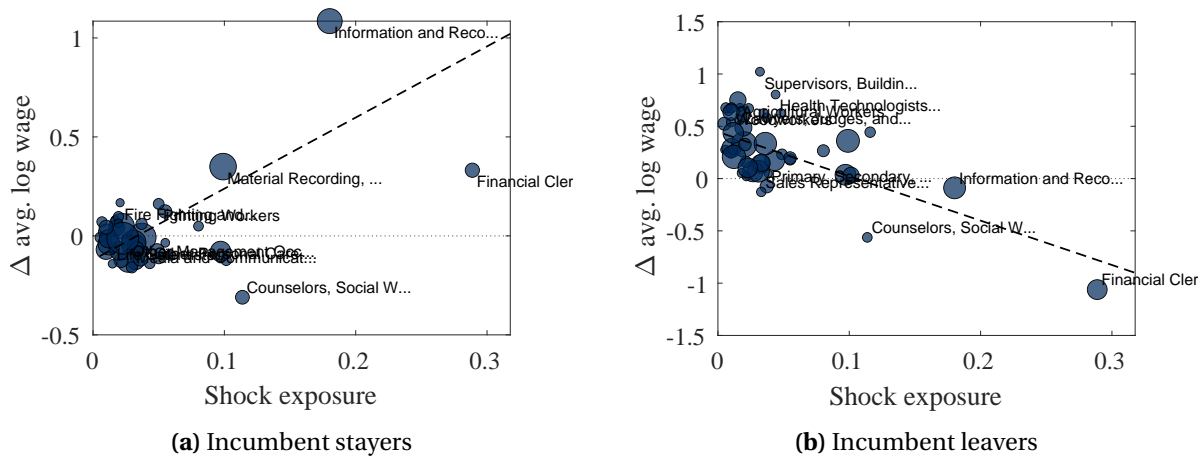 1
0.5
0
-0.5
Δ avg. log wage
Information and Reco...
Material Recording, ...
Financial Cler
Counselors, Social W...
0 0.1 0.2 0.3
Shock exposure
(a) Incumbent stayers
1.5
1
0.5
0
-0.5
-1
-1.5
Δ avg. log wage
Supervisors, Buildin...
Health Technologists...
Agricultural Workers
Primary, Secondary, ...
Sales Representative...
Information and Reco...
Counselors, Social W...
Financial Cler
0 0.1 0.2 0.3
Shock exposure
(b) Incumbent leavers